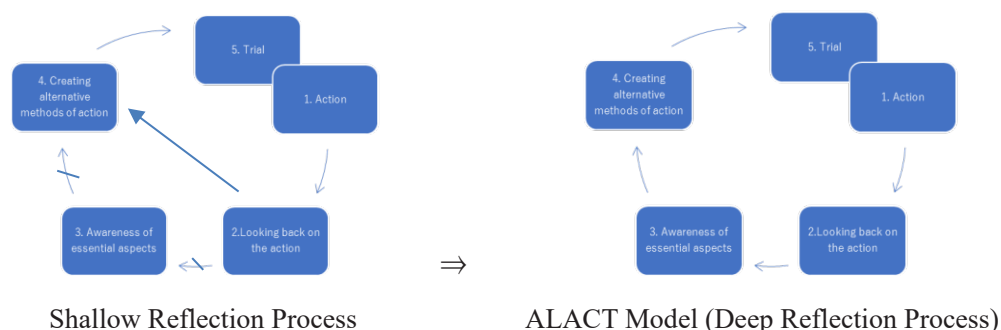 5. Trial
1. Action
4. Creating
alternative
methods of action
3. Awareness of
essential aspects
2.Looking back on
the action
Shallow Reflection Process
⇒
5. Trial
1. Action
4. Creating
alternative
methods of action
3. Awareness of
essential aspects
2.Looking back on
the action
ALACT Model (Deep Reflection Process)